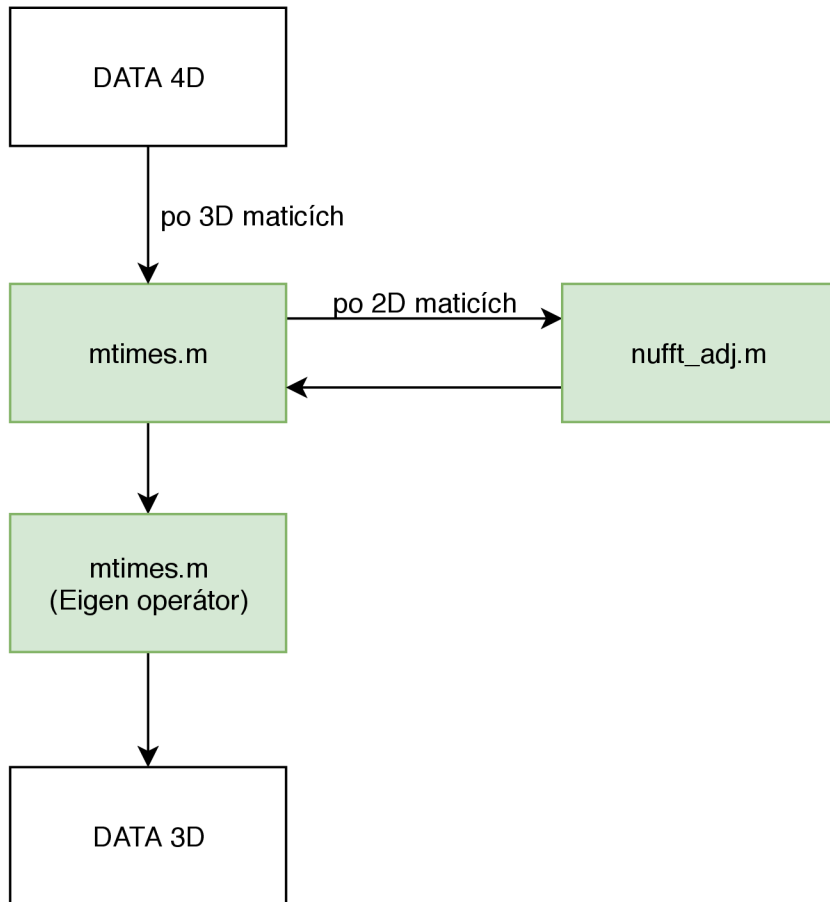 DATA 4D
po 3D maticích
mtimes.m
po 2D maticích
nufft_adj.m
mtimes.m
(Eigen operátor)
DATA 3D